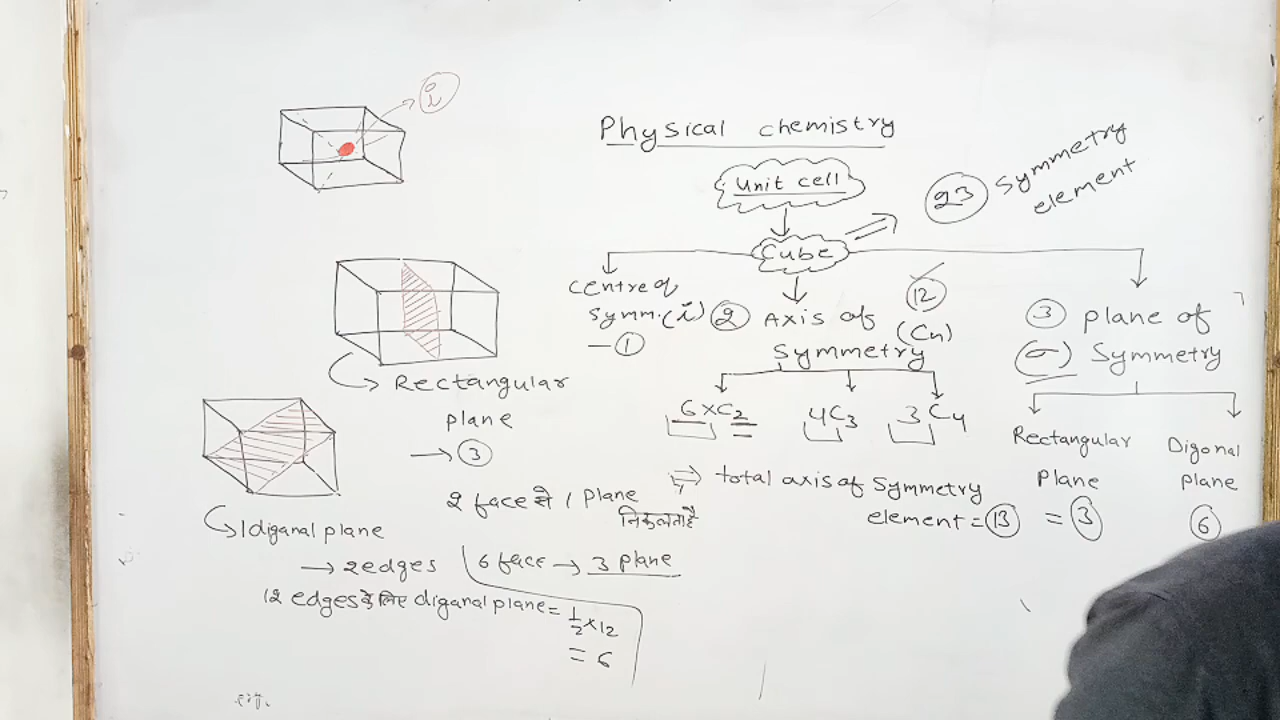 i
Physical chemistry
Unit cell
23 Symmetry
element
Cube
Centre of
Symm.(i)
— 1
2 Axis of
Symmetry
12
(Cn)
3 plane of
(σ) Symmetry
6×C2 4C3 3C4
Rectangular
Plane
= 3
Digonal
plane
6
⇒ total axis of Symmetry
element = 13
Rectangular
plane
→ 3
2 face से 1 Plane
निकलता है
6 face → 3 plane
1 diganal plane
→ 2 edges
12 edges के लिए diganal plane = 1/2 × 12
= 6